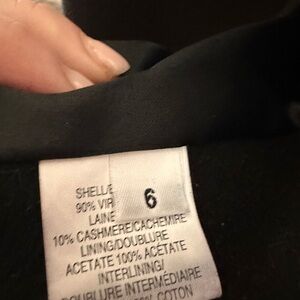 SHELL/E
90% VIR
LAINE
6
10% CASHMERE/CACHEMIRE
LINING/DOUBLURE
ACETATE 100% ACÉTATE
INTERLINING/
DOUBLURE INTERMÉDIAIRE
COTON